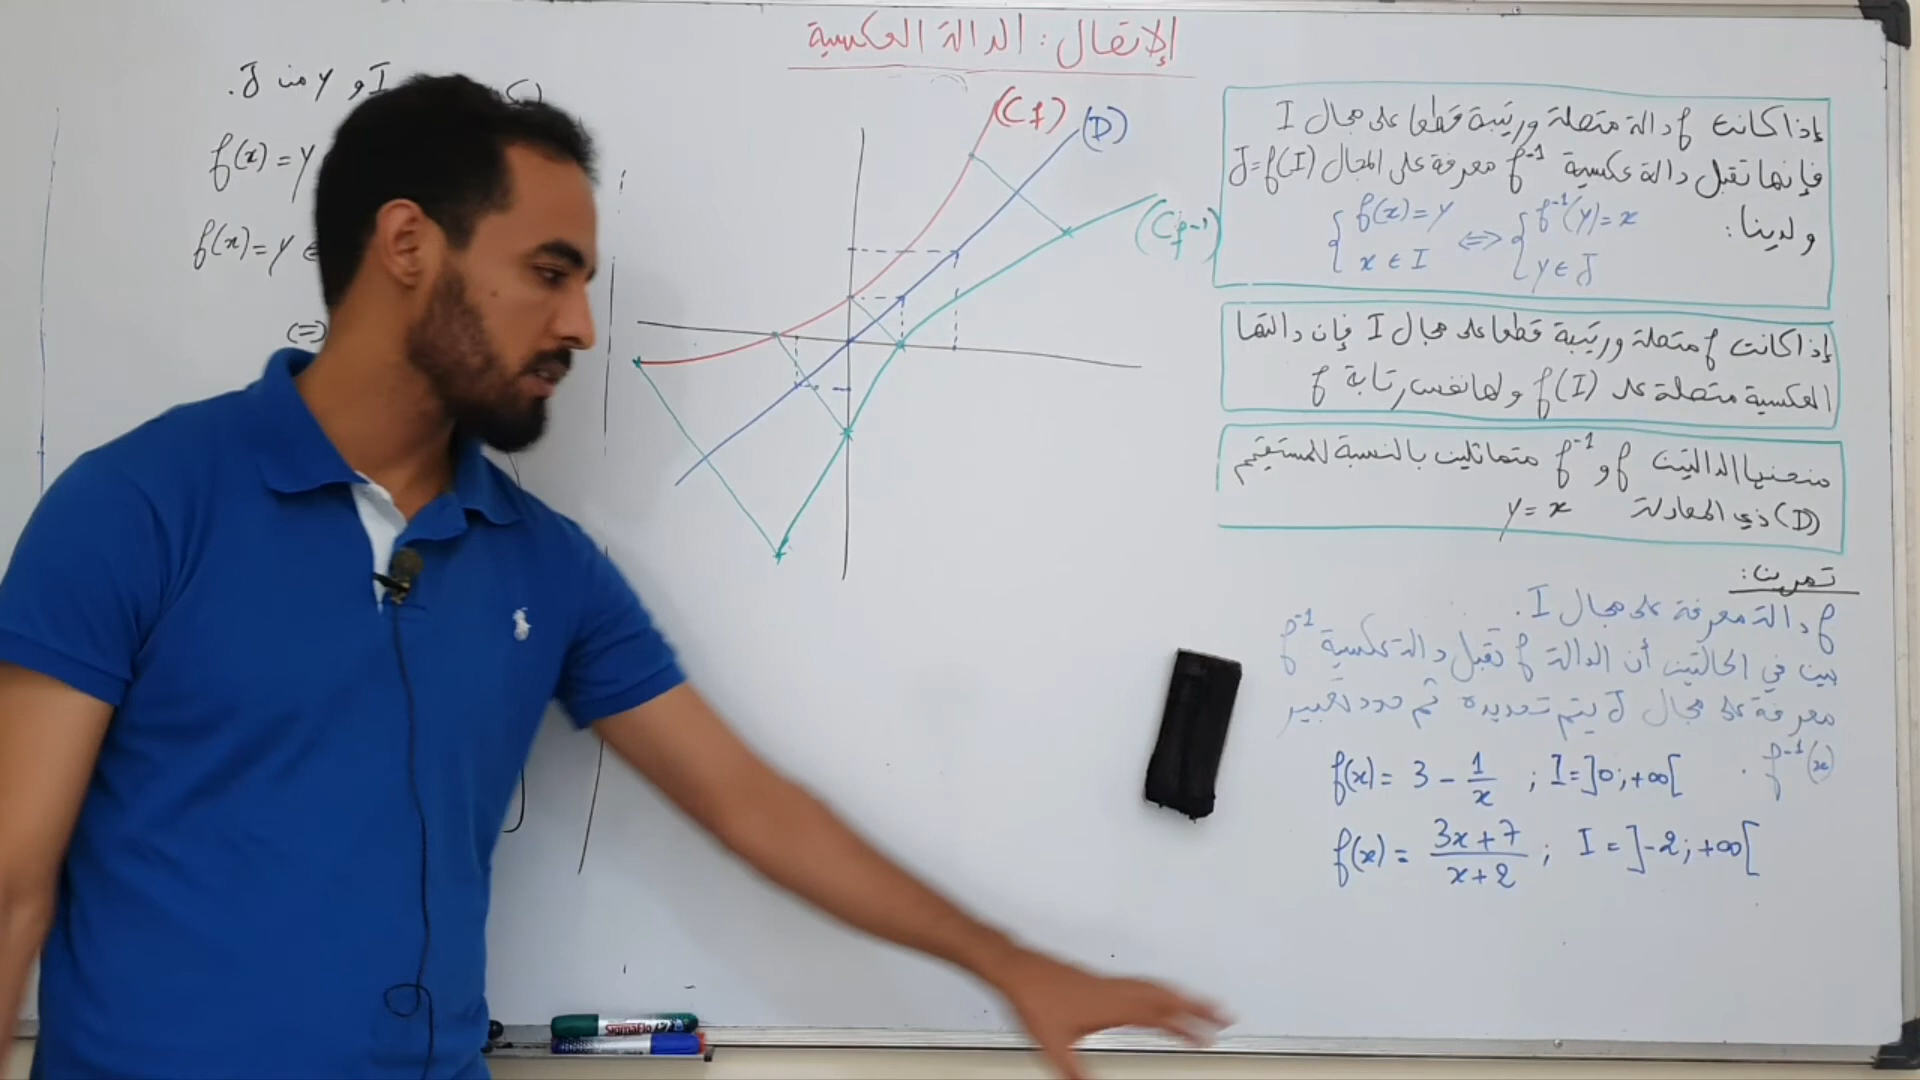 الإتصال : الدالة العكسية
و I
y من J.
f(x) = y
f(x) = y
(=)
(Cf)
(D)
(Cf⁻¹)
إذا كانت f دالة متصلة ورتيبة قطعا على مجال I
فإنها تقبل دالة عكسية f⁻¹ معرفة على المجال J=f(I)
ولدينا :
{ f(x)=y ⟺ { f⁻¹(y)=x
x ∈ I
y ∈ J
إذا كانت f متصلة ورتيبة قطعا على مجال I فإن دالتها
العكسية متصلة على f(I) ولها نفس رتابة f
منحنيا الدالتين f و f⁻¹ متماثلين بالنسبة للمستقيم
(D) ذي المعادلة y = x
تمرين :
f دالة معرفة على مجال I .
بين في الحالتين أن الدالة f تقبل دالة عكسية f⁻¹
معرفة على مجال J يتم تحديده ثم حدد تعبير
f⁻¹(x) .
f(x) = 3 - 1/x ; I = ]0;+∞[
f(x) = (3x+7)/(x+2) ; I = ]-2;+∞[
SigmaFlo